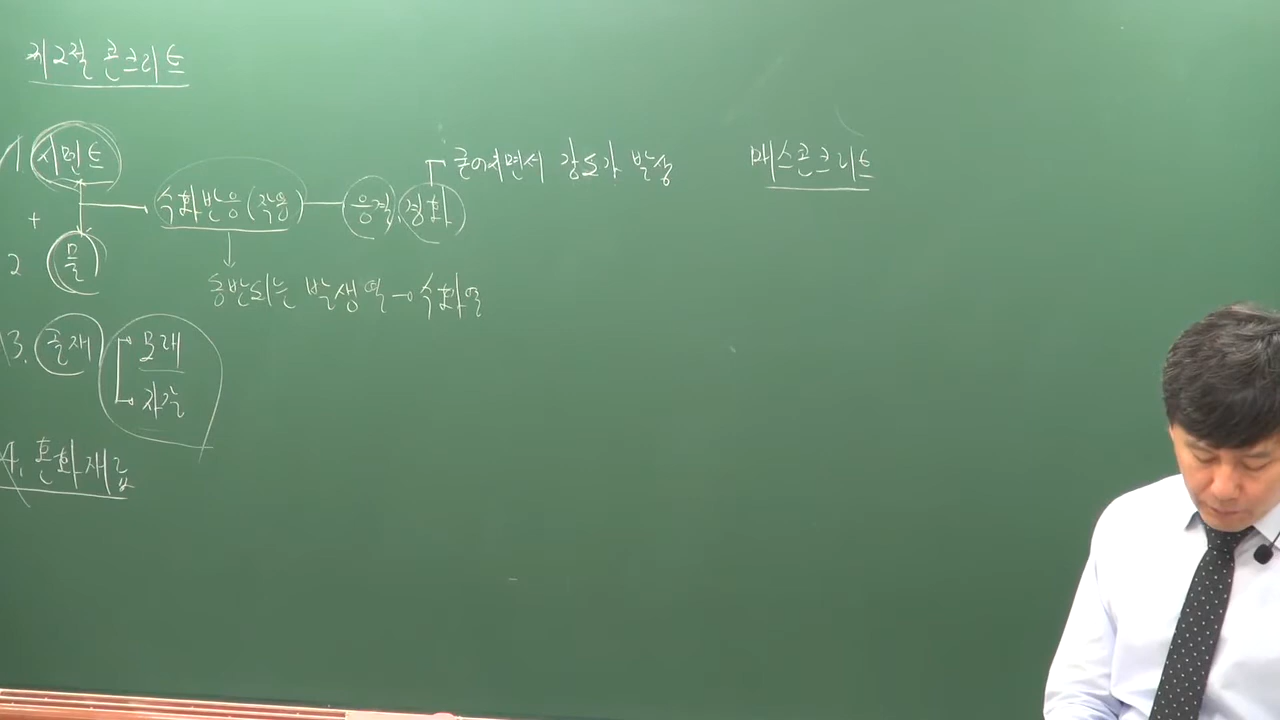 제2절 콘크리트
1. 시멘트
굳어지면서 강도가 발생
매스콘크리트
수화반응(작용) 응결, 경화
+
2 물
동반되는 발생열 → 수화열
3. 골재 모래
자갈
4. 혼화재료